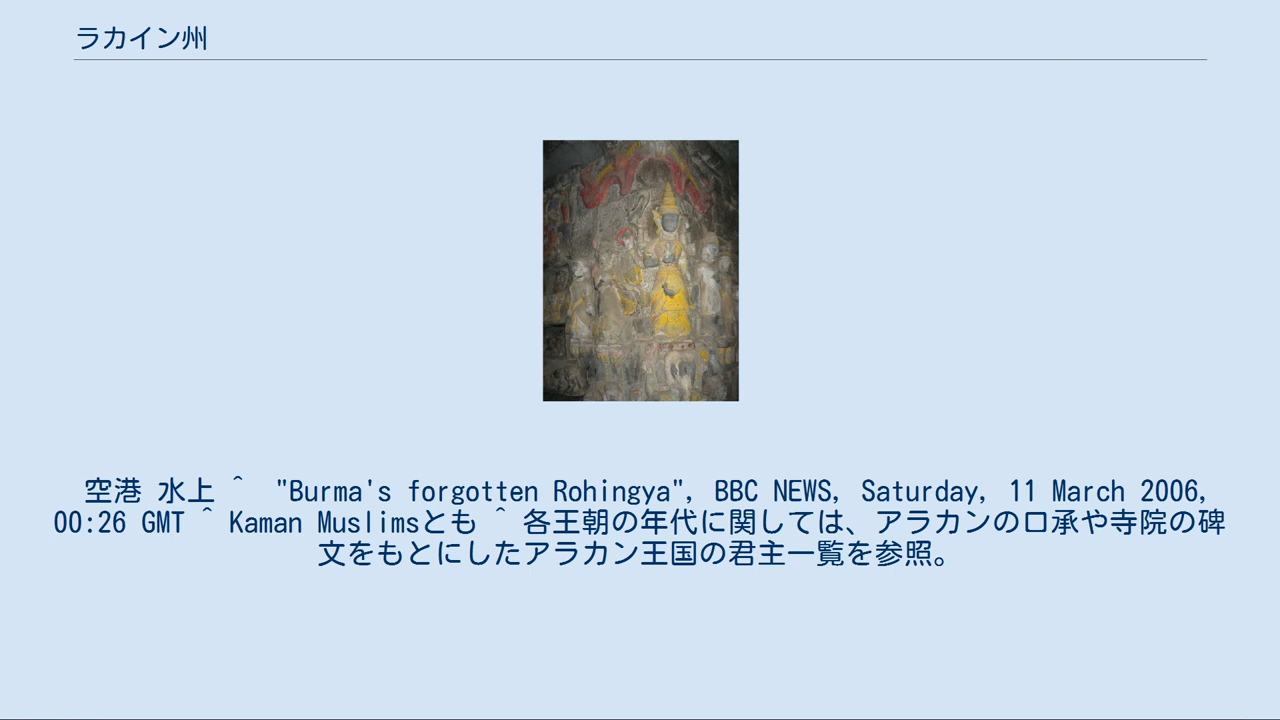 ラカイン州
空港 水上 ^ "Burma's forgotten Rohingya", BBC NEWS, Saturday, 11 March 2006,
00:26 GMT ^ Kaman Muslimsとも ^ 各王朝の年代に関しては、アラカンの口承や寺院の碑
文をもとにしたアラカン王国の君主一覧を参照。